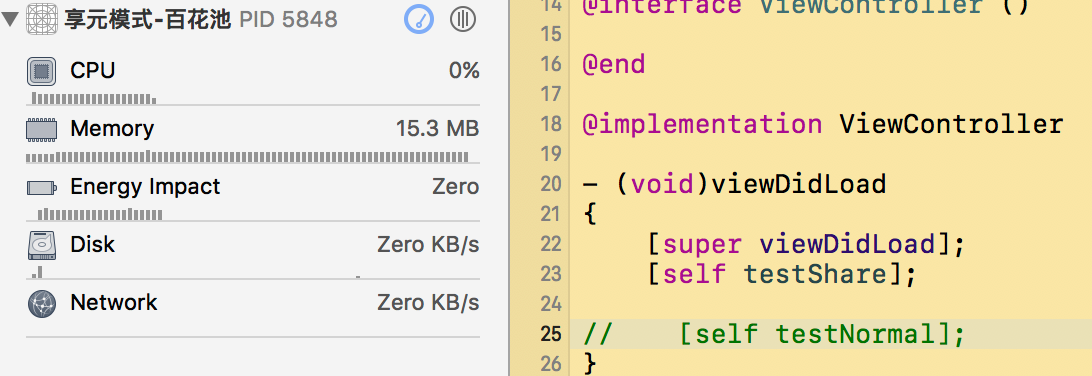 享元模式-百花池 PID 5848
CPU 0%
Memory 15.3 MB
Energy Impact Zero
Disk Zero KB/s
Network Zero KB/s
14 @interface ViewController ()
15
16 @end
17
18 @implementation ViewController
19
20 - (void)viewDidLoad
21 {
22     [super viewDidLoad];
23     [self testShare];
24
25 //    [self testNormal];
26 }